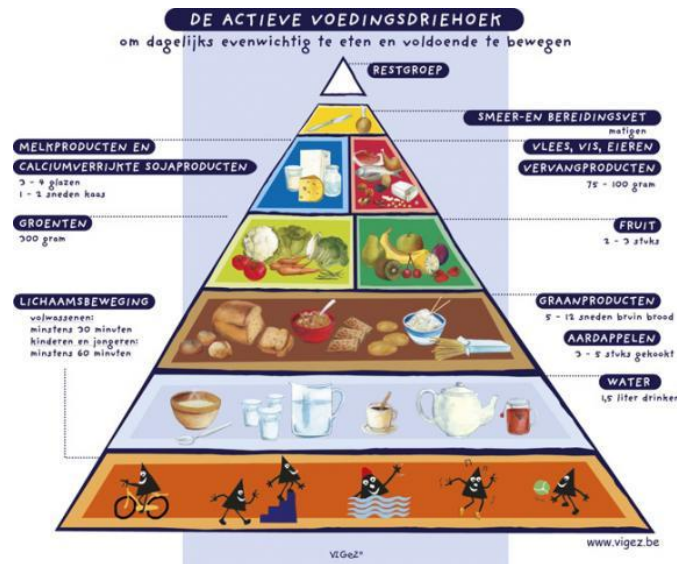 DE ACTIEVE VOEDINGSDRIEHOEK
om dagelijks evenwichtig te eten en voldoende te bewegen
RESTGROEP
SMEER-EN BEREIDINGSVET
matigen
MELKPRODUCTEN EN
CALCIUMVERRIJKTE SOJAPRODUCTEN
3 - 4 glazen
1 - 2 sneden kaas
VLEES, VIS, EIEREN
VERVANGPRODUCTEN
75 - 100 gram
GROENTEN
300 gram
FRUIT
2 - 3 stuks
LICHAAMSBEWEGING
volwassenen:
minstens 30 minuten
kinderen en jongeren:
minstens 60 minuten
GRAANPRODUCTEN
5 - 12 sneden bruin brood
AARDAPPELEN
3 - 5 stuks gekookt
WATER
1,5 liter drinken
www.vigez.be
VIGeZ®